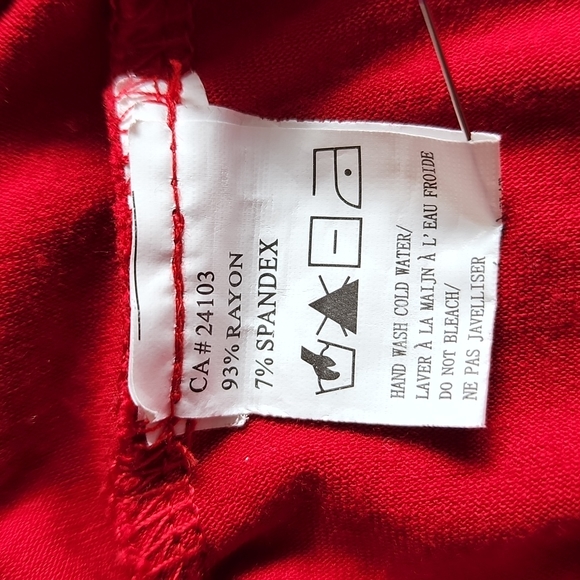 CA# 24103
93% RAYON
7% SPANDEX
HAND WASH COLD WATER/
LAVER À LA MAIJN À L'EAU FROIDE
DO NOT BLEACH/
NE PAS JAVELLISER